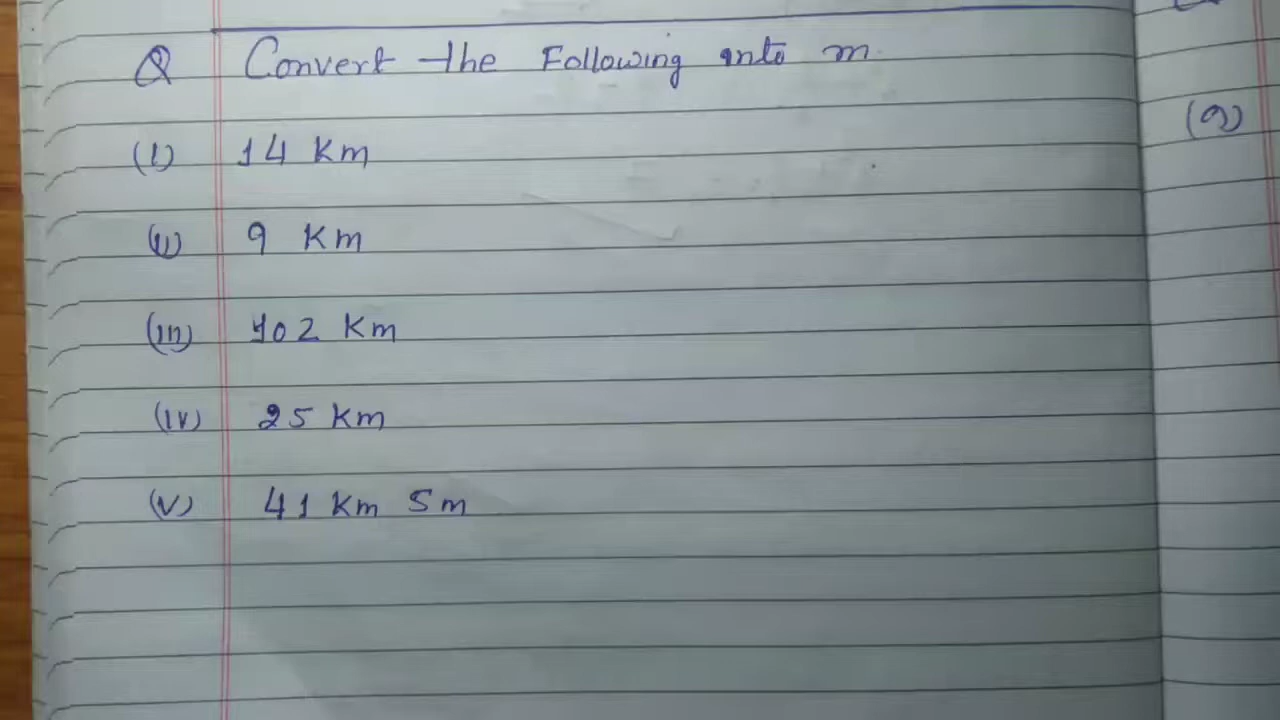 Q Convert the Following into m.
(I) 14 Km
(II) 9 Km
(III) 102 Km
(IV) 25 Km
(V) 41 Km 5m